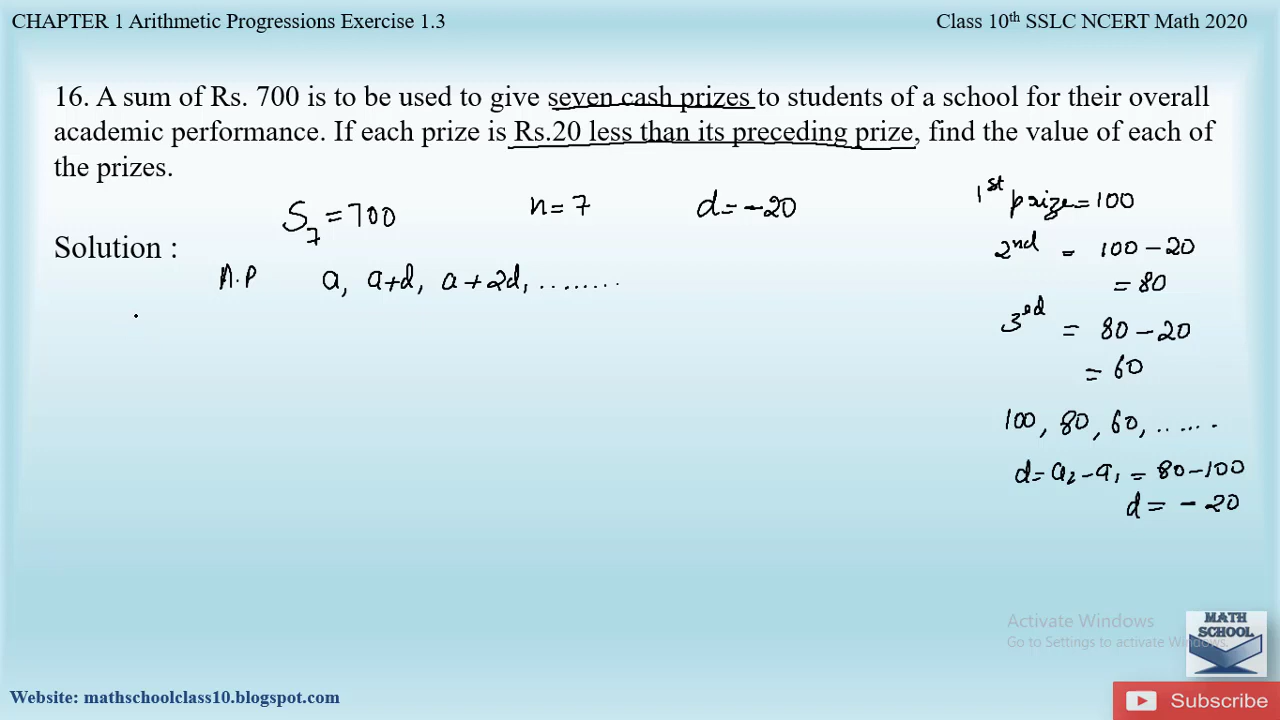 CHAPTER 1 Arithmetic Progressions Exercise 1.3
Class 10th SSLC NCERT Math 2020
16. A sum of Rs. 700 is to be used to give seven cash prizes to students of a school for their overall
academic performance. If each prize is Rs.20 less than its preceding prize, find the value of each of
the prizes.
S₇ = 700 n = 7 d = -20
Solution :
A.P a, a+d, a+2d, ........
1st prize = 100
2nd = 100 - 20
= 80
3rd = 80 - 20
= 60
100, 80, 60, ......
d = a₂ - a₁ = 80 - 100
d = - 20
Activate Windows
Go to Settings to activate Windows.
MATH
SCHOOL
Website: mathschoolclass10.blogspot.com
Subscribe